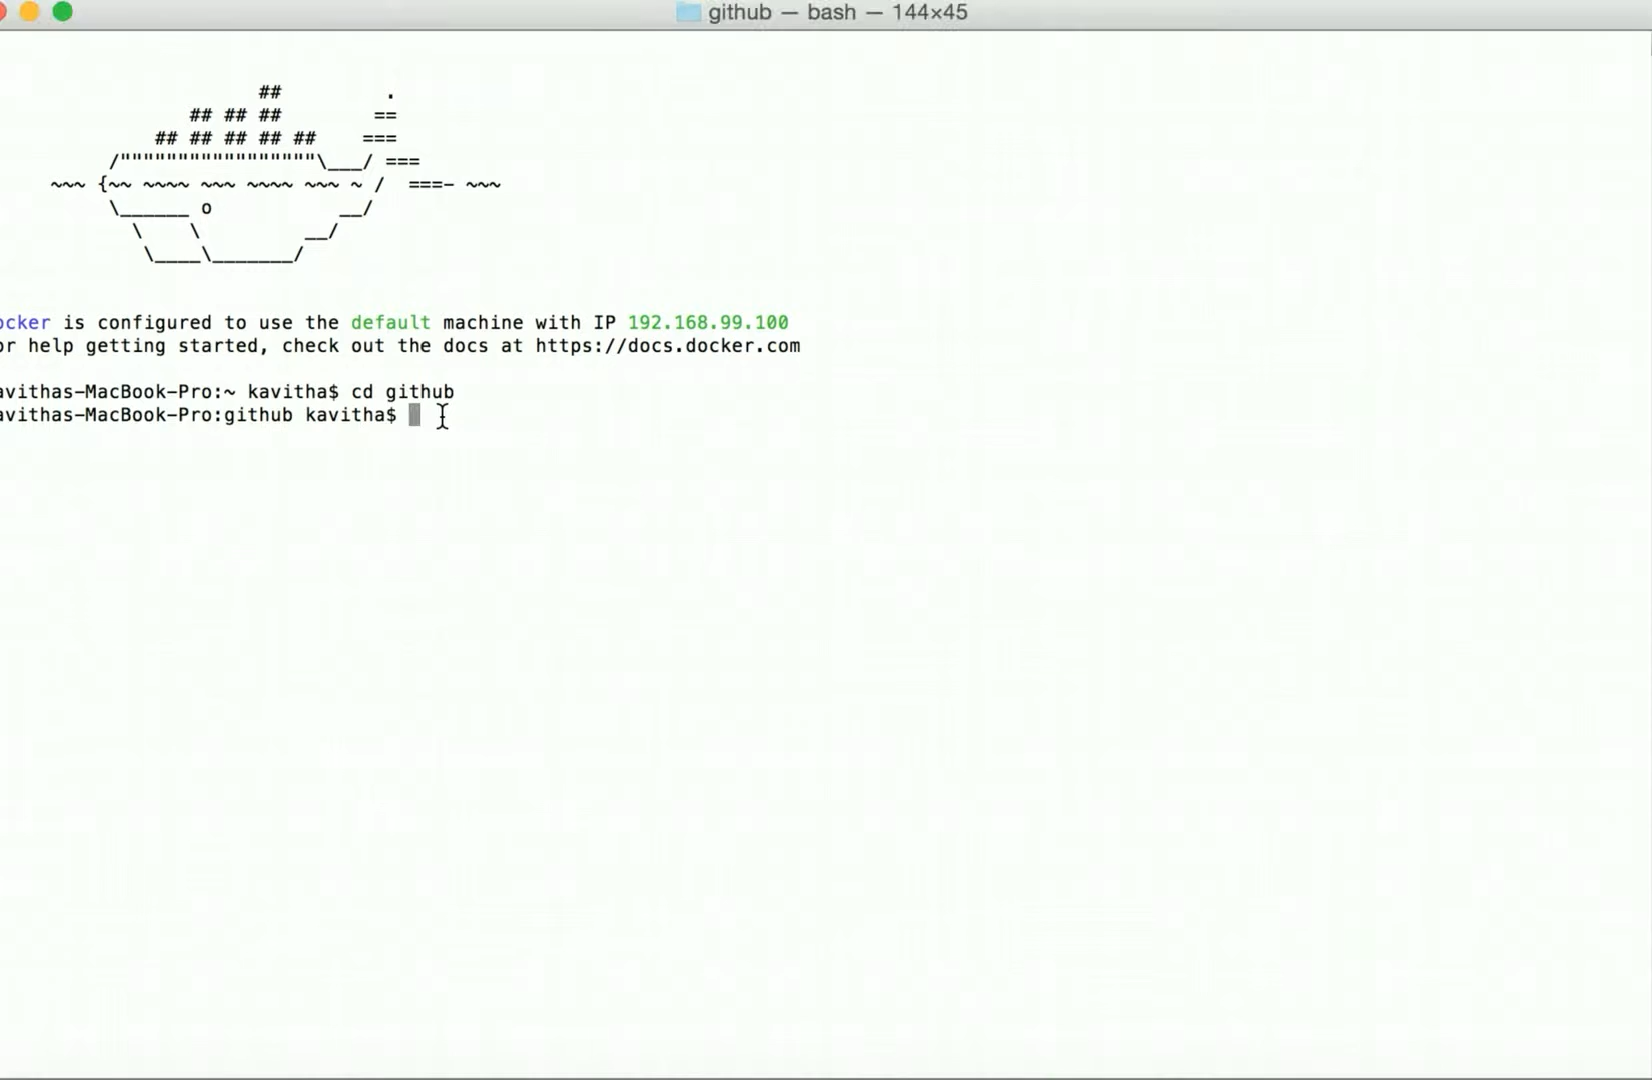 github — bash — 144×45
                       ##         .
                 ## ## ##        ==
              ## ## ## ## ##    ===
          /"""""""""""""""""\___/ ===
     ~~~ {~~ ~~~~ ~~~ ~~~~ ~~~ ~ /  ===- ~~~
          \______ o           __/
            \    \         __/
             \____\_______/
ocker is configured to use the default machine with IP 192.168.99.100
or help getting started, check out the docs at https://docs.docker.com
avithas-MacBook-Pro:~ kavitha$ cd github
avithas-MacBook-Pro:github kavitha$